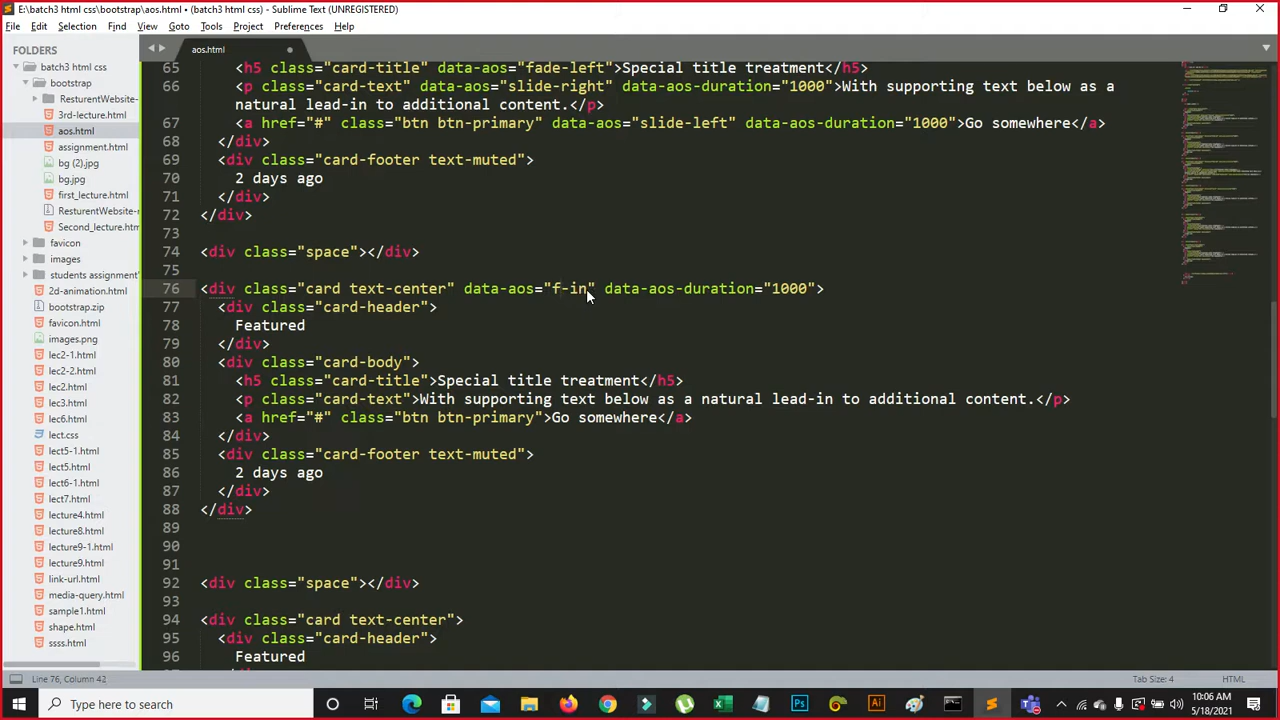 E:\batch3 html css\bootstrap\aos.html • (batch3 html css) - Sublime Text (UNREGISTERED)
File Edit Selection Find View Goto Tools Project Preferences Help
FOLDERS
batch3 html css
bootstrap
ResturentWebsite-
3rd-lecture.html
aos.html
assignment.html
bg (2).jpg
bg.jpg
first_lecture.html
ResturentWebsite-r
Second_lecture.htm
favicon
images
students assignment
2d-animation.html
bootstrap.zip
favicon.html
images.png
lec2-1.html
lec2-2.html
lec2.html
lec3.html
lec6.html
lect.css
lect5-1.html
lect5.html
lect6-1.html
lect7.html
lecture4.html
lecture8.html
lecture9-1.html
lecture9.html
link-url.html
media-query.html
sample1.html
shape.html
ssss.html
aos.html
65 <h5 class="card-title" data-aos="fade-left">Special title treatment</h5>
66 <p class="card-text" data-aos="slide-right" data-aos-duration="1000">With supporting text below as a
natural lead-in to additional content.</p>
67 <a href="#" class="btn btn-primary" data-aos="slide-left" data-aos-duration="1000">Go somewhere</a>
68 </div>
69 <div class="card-footer text-muted">
70 2 days ago
71 </div>
72 </div>
73
74 <div class="space"></div>
75
76 <div class="card text-center" data-aos="f-in" data-aos-duration="1000">
77 <div class="card-header">
78 Featured
79 </div>
80 <div class="card-body">
81 <h5 class="card-title">Special title treatment</h5>
82 <p class="card-text">With supporting text below as a natural lead-in to additional content.</p>
83 <a href="#" class="btn btn-primary">Go somewhere</a>
84 </div>
85 <div class="card-footer text-muted">
86 2 days ago
87 </div>
88 </div>
89
90
91
92 <div class="space"></div>
93
94 <div class="card text-center">
95 <div class="card-header">
96 Featured
Line 76, Column 42
Tab Size: 4
HTML
Type here to search
10:06 AM
5/18/2021